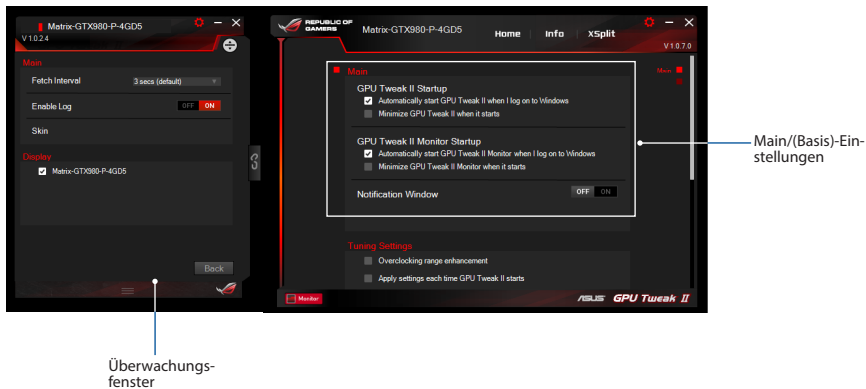 Matrix-GTX980-P-4GD5
V 1.0.2.4
Main
Fetch Interval
3 secs (default)
Enable Log
OFF ON
Skin
Display
Matrix-GTX980-P-4GD5
Back
REPUBLIC OF
GAMERS
Matrix-GTX980-P-4GD5
Home
Info
XSplit
V 1.0.7.0
Main
Main
GPU Tweak II Startup
Automatically start GPU Tweak II when I log on to Windows
Minimize GPU Tweak II when it starts
GPU Tweak II Monitor Startup
Automatically start GPU Tweak II Monitor when I log on to Windows
Minimize GPU Tweak II Monitor when it starts
Notification Window
OFF ON
Tuning Settings
Overclocking range enhancement
Apply settings each time GPU Tweak II starts
Monitor
ASUS GPU Tweak II
Main/(Basis)-Ein-
stellungen
Überwachungs-
fenster